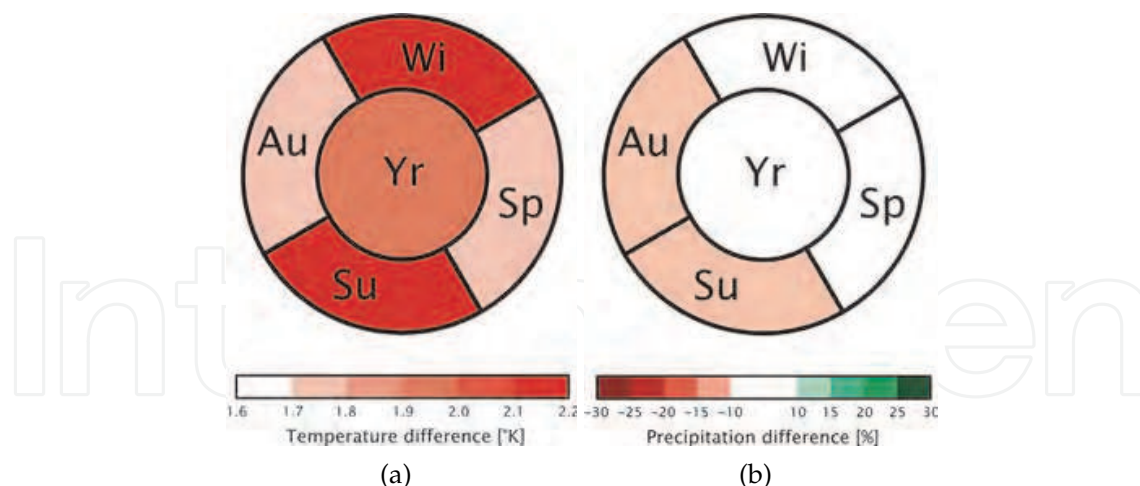 Wi
Au
Yr
Sp
Su
1.6 1.7 1.8 1.9 2.0 2.1 2.2
Temperature difference [°K]
(a)
Wi
Au
Yr
Sp
Su
-30 -25 -20 -15 -10 10 15 20 25 30
Precipitation difference [%]
(b)